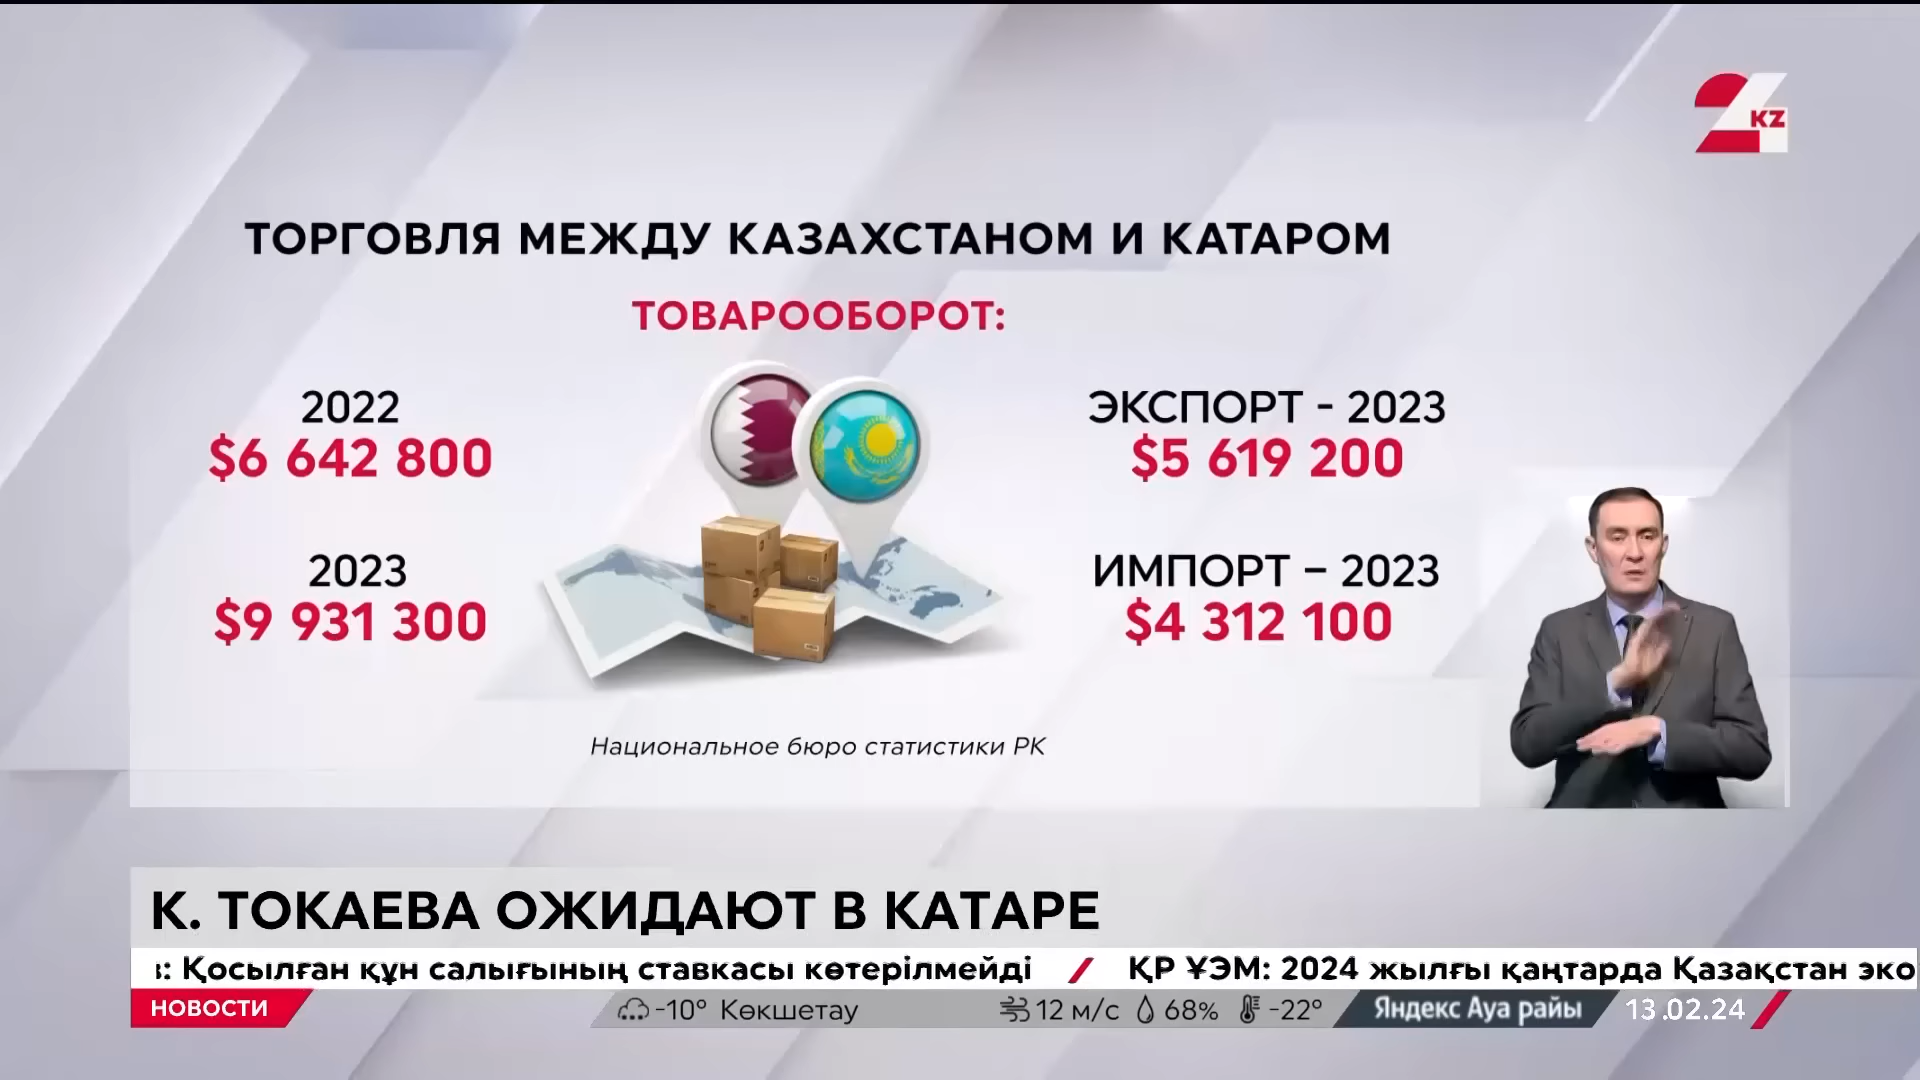 24 KZ
ТОРГОВЛЯ МЕЖДУ КАЗАХСТАНОМ И КАТАРОМ
ТОВАРООБОРОТ:
2022
$6 642 800
2023
$9 931 300
ЭКСПОРТ - 2023
$5 619 200
ИМПОРТ – 2023
$4 312 100
Национальное бюро статистики РК
К. ТОКАЕВА ОЖИДАЮТ В КАТАРЕ
: Қосылған құн салығының ставкасы көтерілмейді / ҚР ҰЭМ: 2024 жылғы қаңтарда Қазақстан эко
НОВОСТИ -10° Көкшетау 12 м/с 68% -22° Яндекс Ауа райы 13.02.24